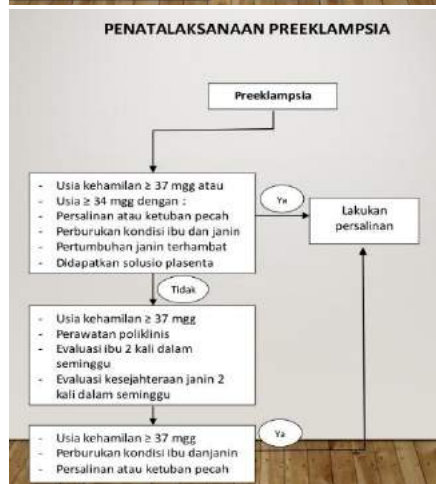 PENATALAKSANAAN PREEKLAMPSIA
Preeklampsia
- Usia kehamilan ≥ 37 mgg atau
- Usia ≥ 34 mgg dengan :
- Persalinan atau ketuban pecah
- Perburukan kondisi ibu dan janin
- Pertumbuhan janin terhambat
- Didapatkan solusio plasenta
Ya
Lakukan
persalinan
Tidak
- Usia kehamilan ≥ 37 mgg
- Perawatan poliklinis
- Evaluasi ibu 2 kali dalam
seminggu
- Evaluasi kesejahteraan janin 2
kali dalam seminggu
- Usia kehamilan ≥ 37 mgg
- Perburukan kondisi ibu danjanin
- Persalinan atau ketuban pecah
Ya